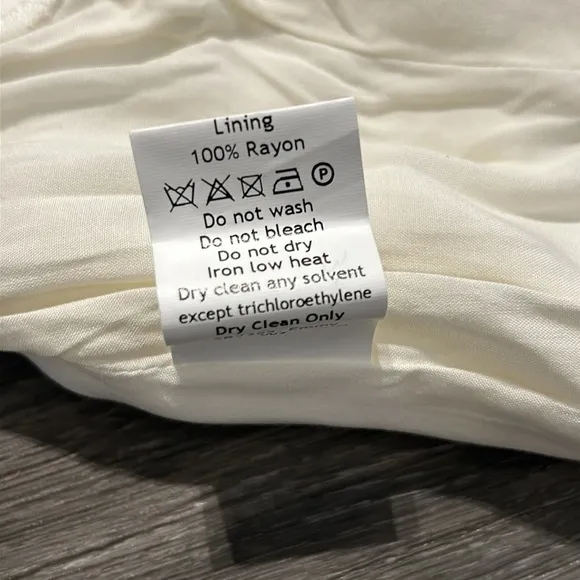 Lining
100% Rayon
P
Do not wash
Do not bleach
Do not dry
Iron low heat
Dry clean any solvent
except trichloroethylene
Dry Clean Only